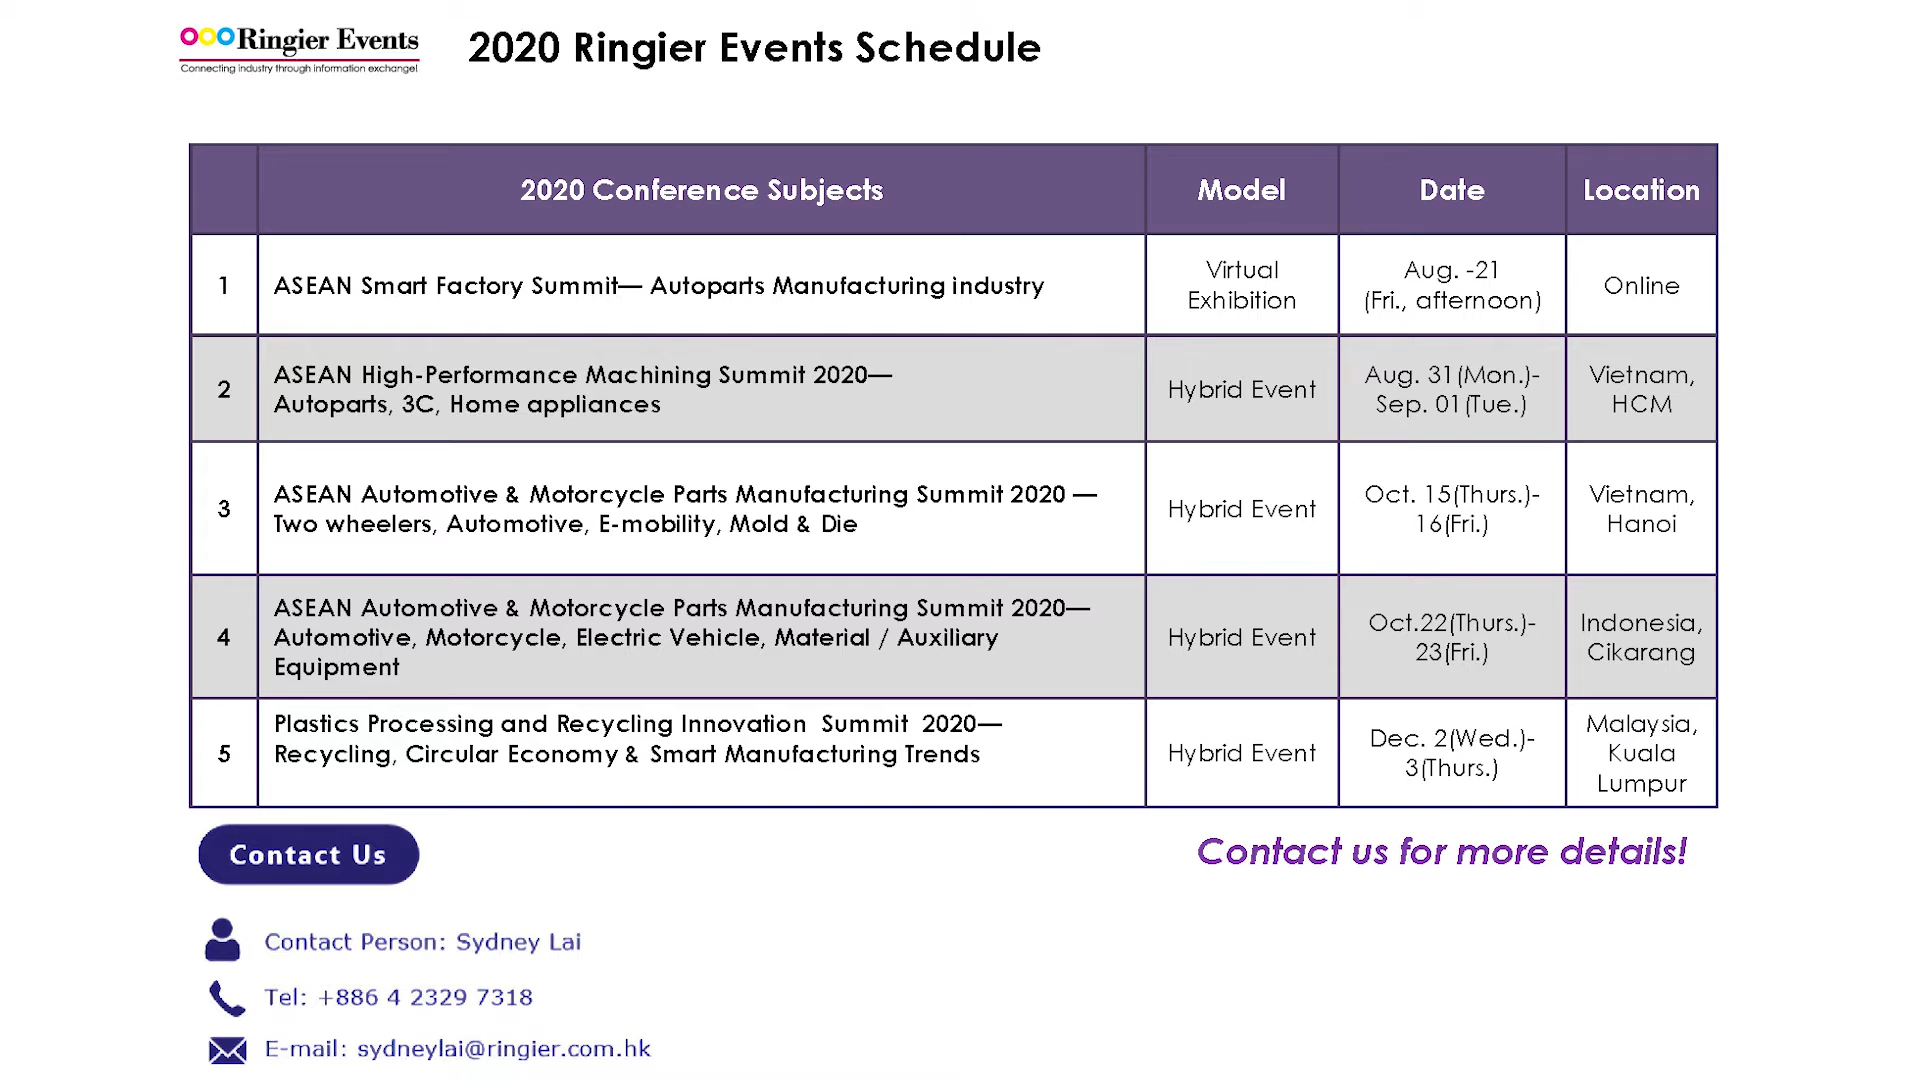 Ringier Events
Connecting industry through information exchange!
2020 Ringier Events Schedule
2020 Conference Subjects
Model
Date
Location
1
ASEAN Smart Factory Summit— Autoparts Manufacturing industry
Virtual
Exhibition
Aug. -21
(Fri., afternoon)
Online
2
ASEAN High-Performance Machining Summit 2020—
Autoparts, 3C, Home appliances
Hybrid Event
Aug. 31(Mon.)-
Sep. 01(Tue.)
Vietnam,
HCM
3
ASEAN Automotive & Motorcycle Parts Manufacturing Summit 2020 —
Two wheelers, Automotive, E-mobility, Mold & Die
Hybrid Event
Oct. 15(Thurs.)-
16(Fri.)
Vietnam,
Hanoi
4
ASEAN Automotive & Motorcycle Parts Manufacturing Summit 2020—
Automotive, Motorcycle, Electric Vehicle, Material / Auxiliary
Equipment
Hybrid Event
Oct.22(Thurs.)-
23(Fri.)
Indonesia,
Cikarang
5
Plastics Processing and Recycling Innovation Summit 2020—
Recycling, Circular Economy & Smart Manufacturing Trends
Hybrid Event
Dec. 2(Wed.)-
3(Thurs.)
Malaysia,
Kuala
Lumpur
Contact Us
Contact us for more details!
Contact Person: Sydney Lai
Tel: +886 4 2329 7318
E-mail: sydneylai@ringier.com.hk